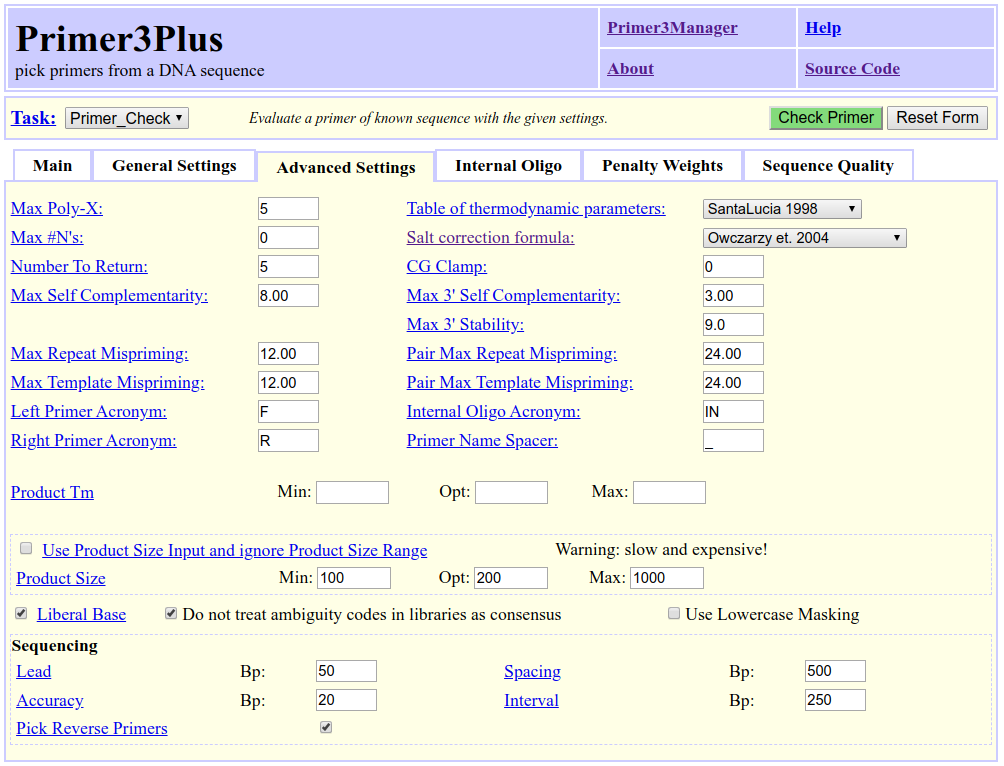 Primer3Plus
pick primers from a DNA sequence
Primer3Manager Help
About Source Code
Task: Primer_Check Evaluate a primer of known sequence with the given settings. Check Primer Reset Form
Main General Settings Advanced Settings Internal Oligo Penalty Weights Sequence Quality
Max Poly-X: 5 Table of thermodynamic parameters: SantaLucia 1998
Max #N's: 0 Salt correction formula: Owczarzy et. 2004
Number To Return: 5 CG Clamp: 0
Max Self Complementarity: 8.00 Max 3' Self Complementarity: 3.00
Max 3' Stability: 9.0
Max Repeat Mispriming: 12.00 Pair Max Repeat Mispriming: 24.00
Max Template Mispriming: 12.00 Pair Max Template Mispriming: 24.00
Left Primer Acronym: F Internal Oligo Acronym: IN
Right Primer Acronym: R Primer Name Spacer: _
Product Tm Min: Opt: Max:
Use Product Size Input and ignore Product Size Range Warning: slow and expensive!
Product Size Min: 100 Opt: 200 Max: 1000
Liberal Base Do not treat ambiguity codes in libraries as consensus Use Lowercase Masking
Sequencing
Lead Bp: 50 Spacing Bp: 500
Accuracy Bp: 20 Interval Bp: 250
Pick Reverse Primers